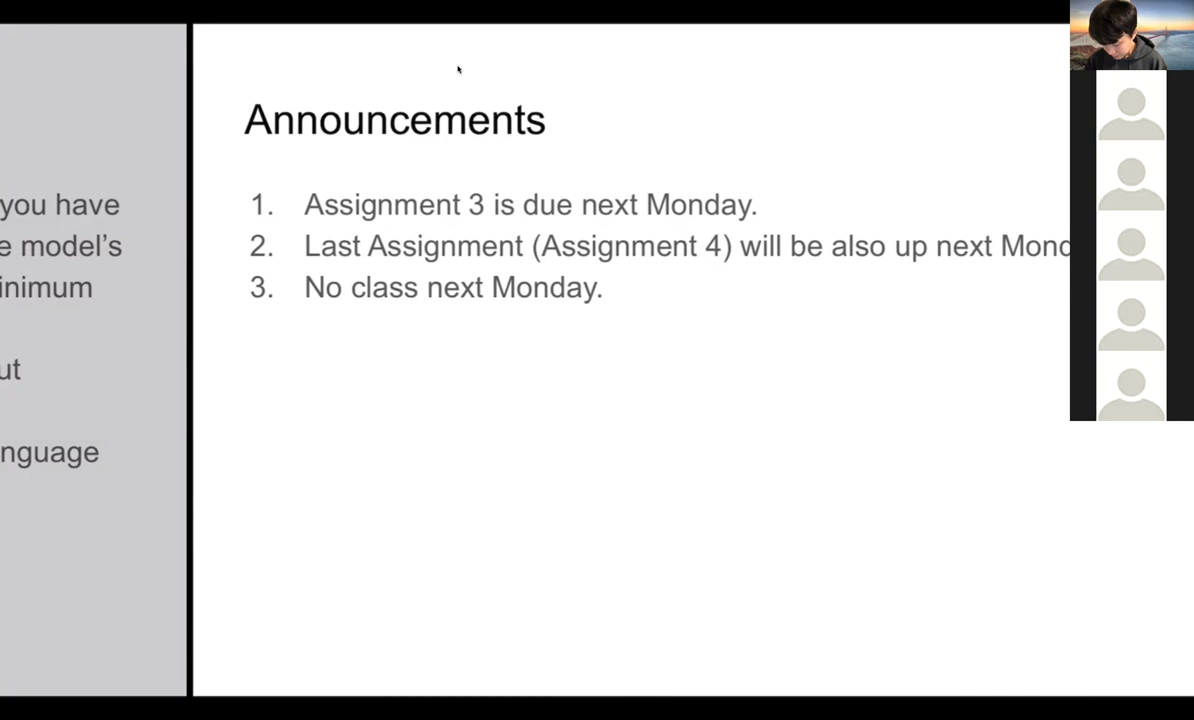 you have
e model’s
inimum
ut
nguage
Announcements
1. Assignment 3 is due next Monday.
2. Last Assignment (Assignment 4) will be also up next Mond
3. No class next Monday.